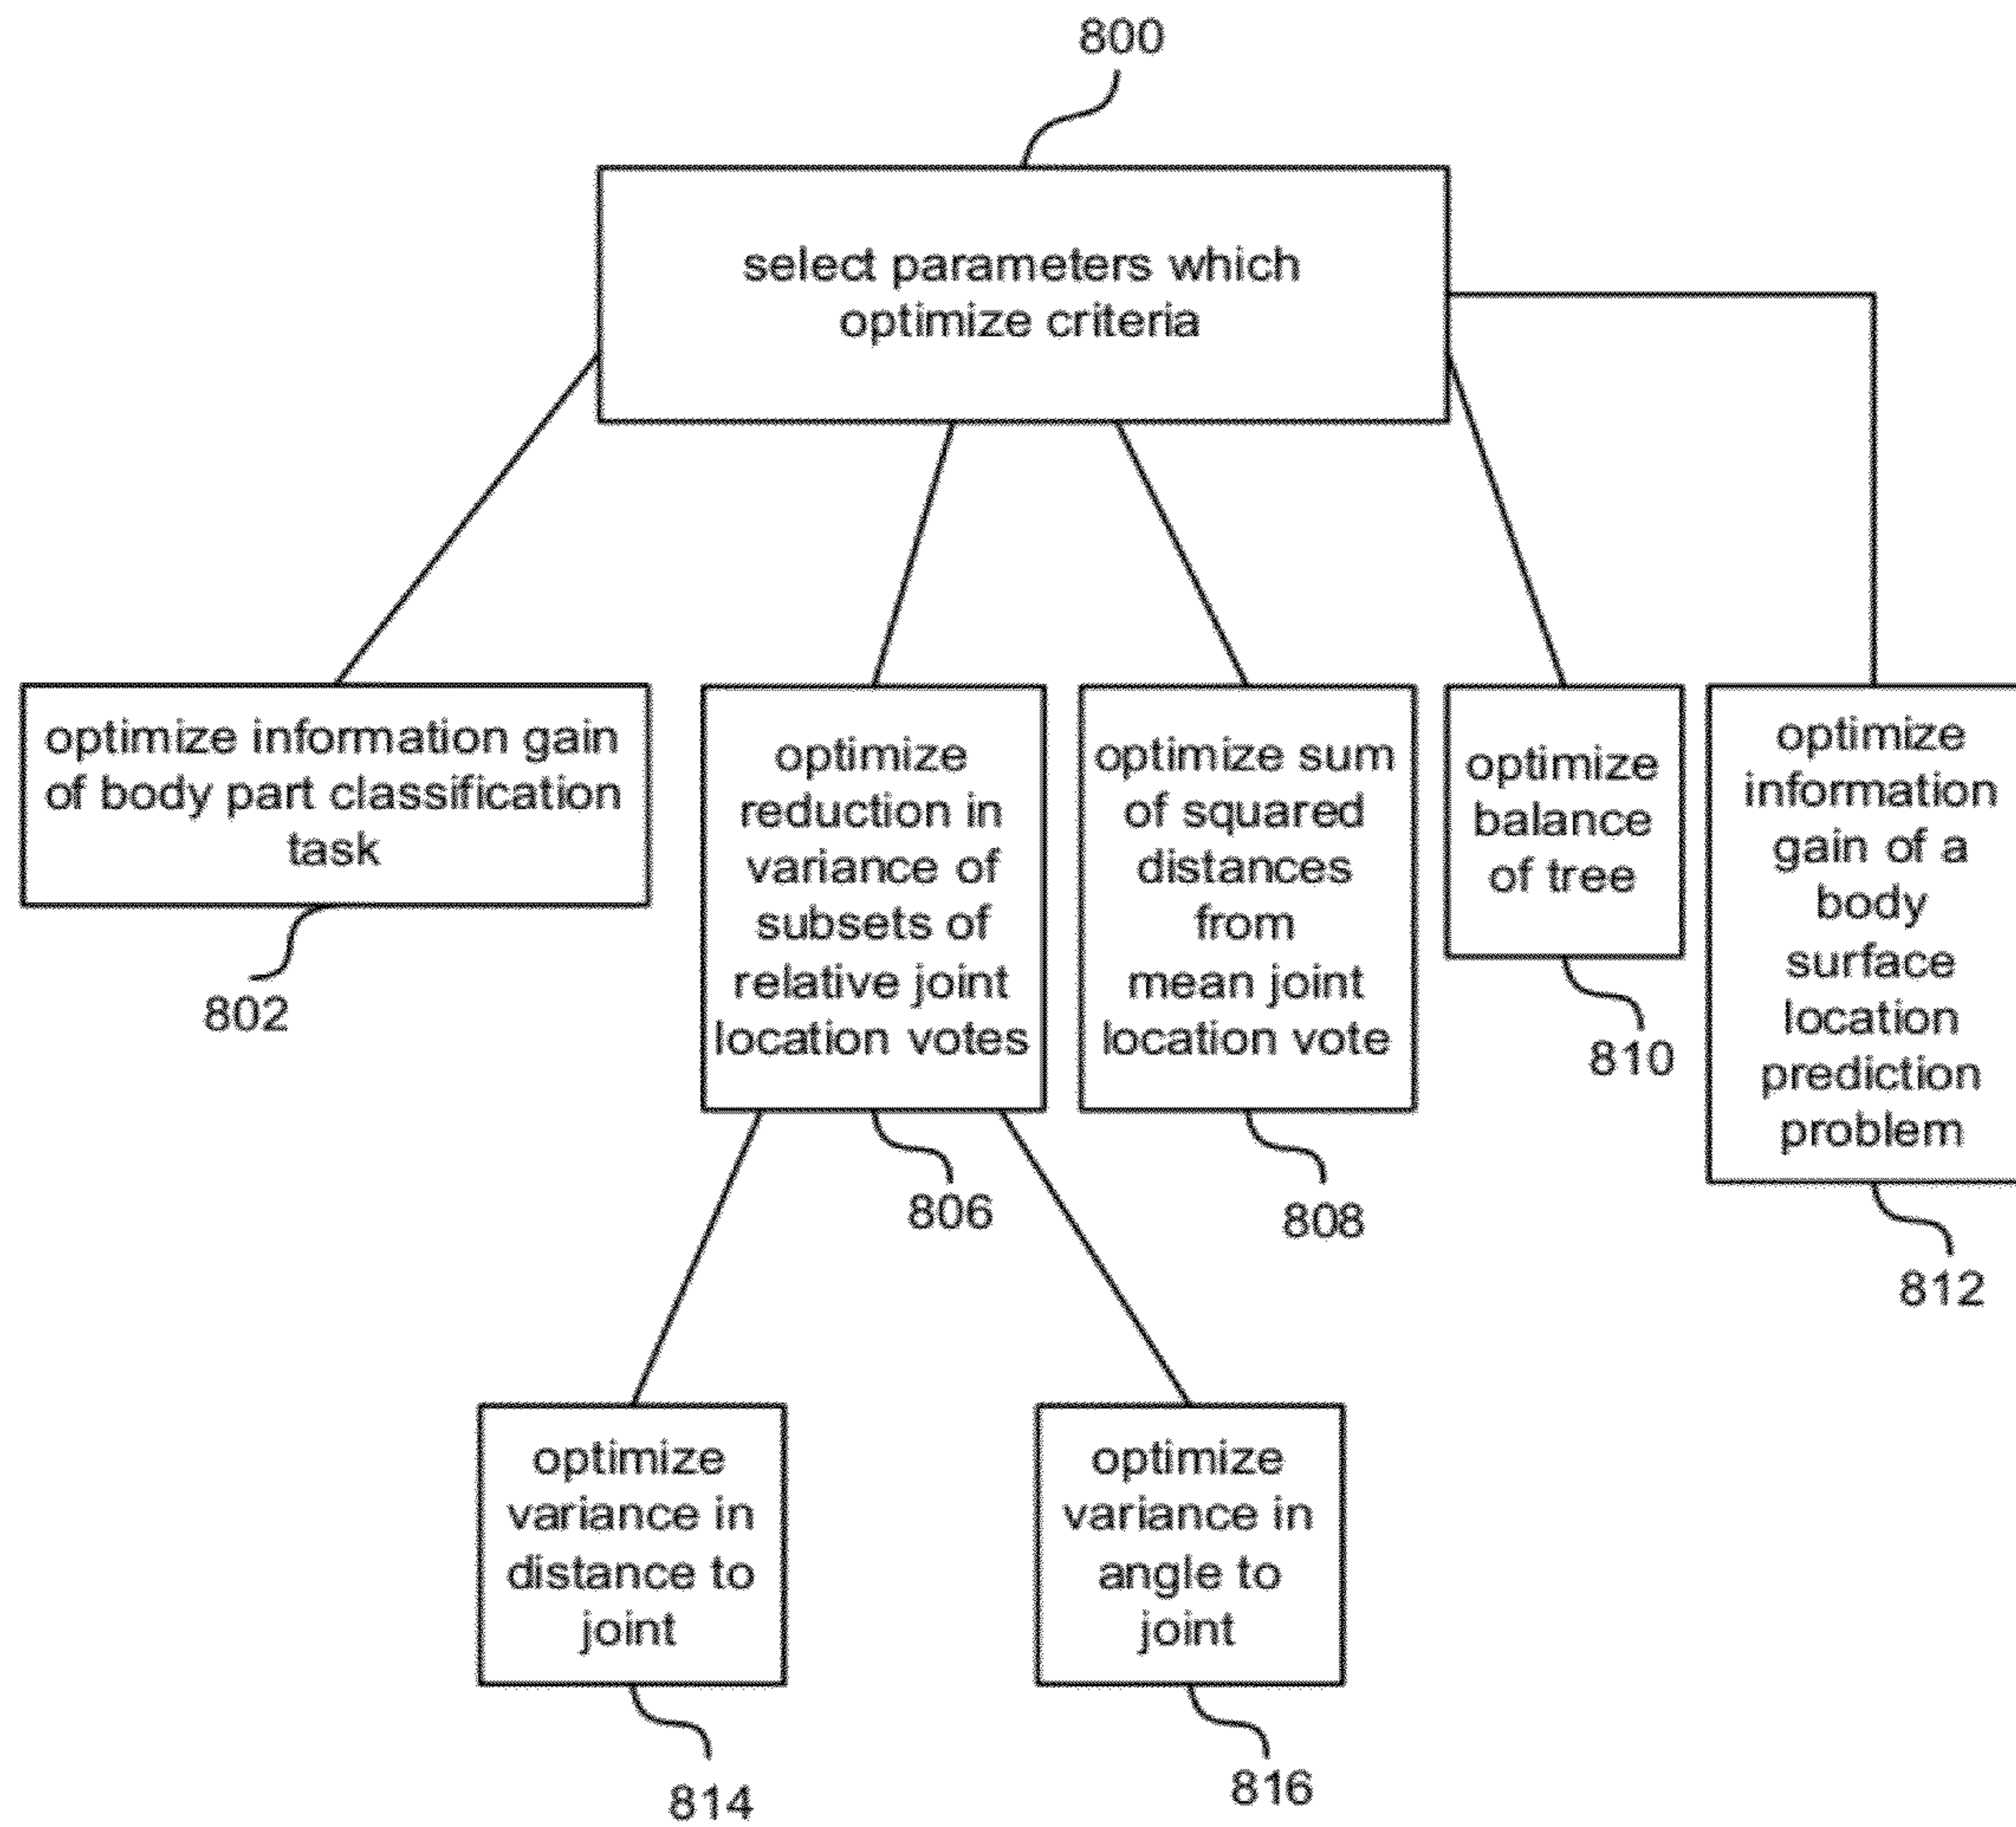 800
select parameters which
optimize criteria
optimize information gain
of body part classification
task
802
optimize
reduction in
variance of
subsets of
relative joint
location votes
806
optimize sum
of squared
distances
from
mean joint
location vote
808
optimize
balance
of tree
810
optimize
information
gain of a
body
surface
location
prediction
problem
812
optimize
variance in
distance to
joint
814
optimize
variance in
angle to
joint
816